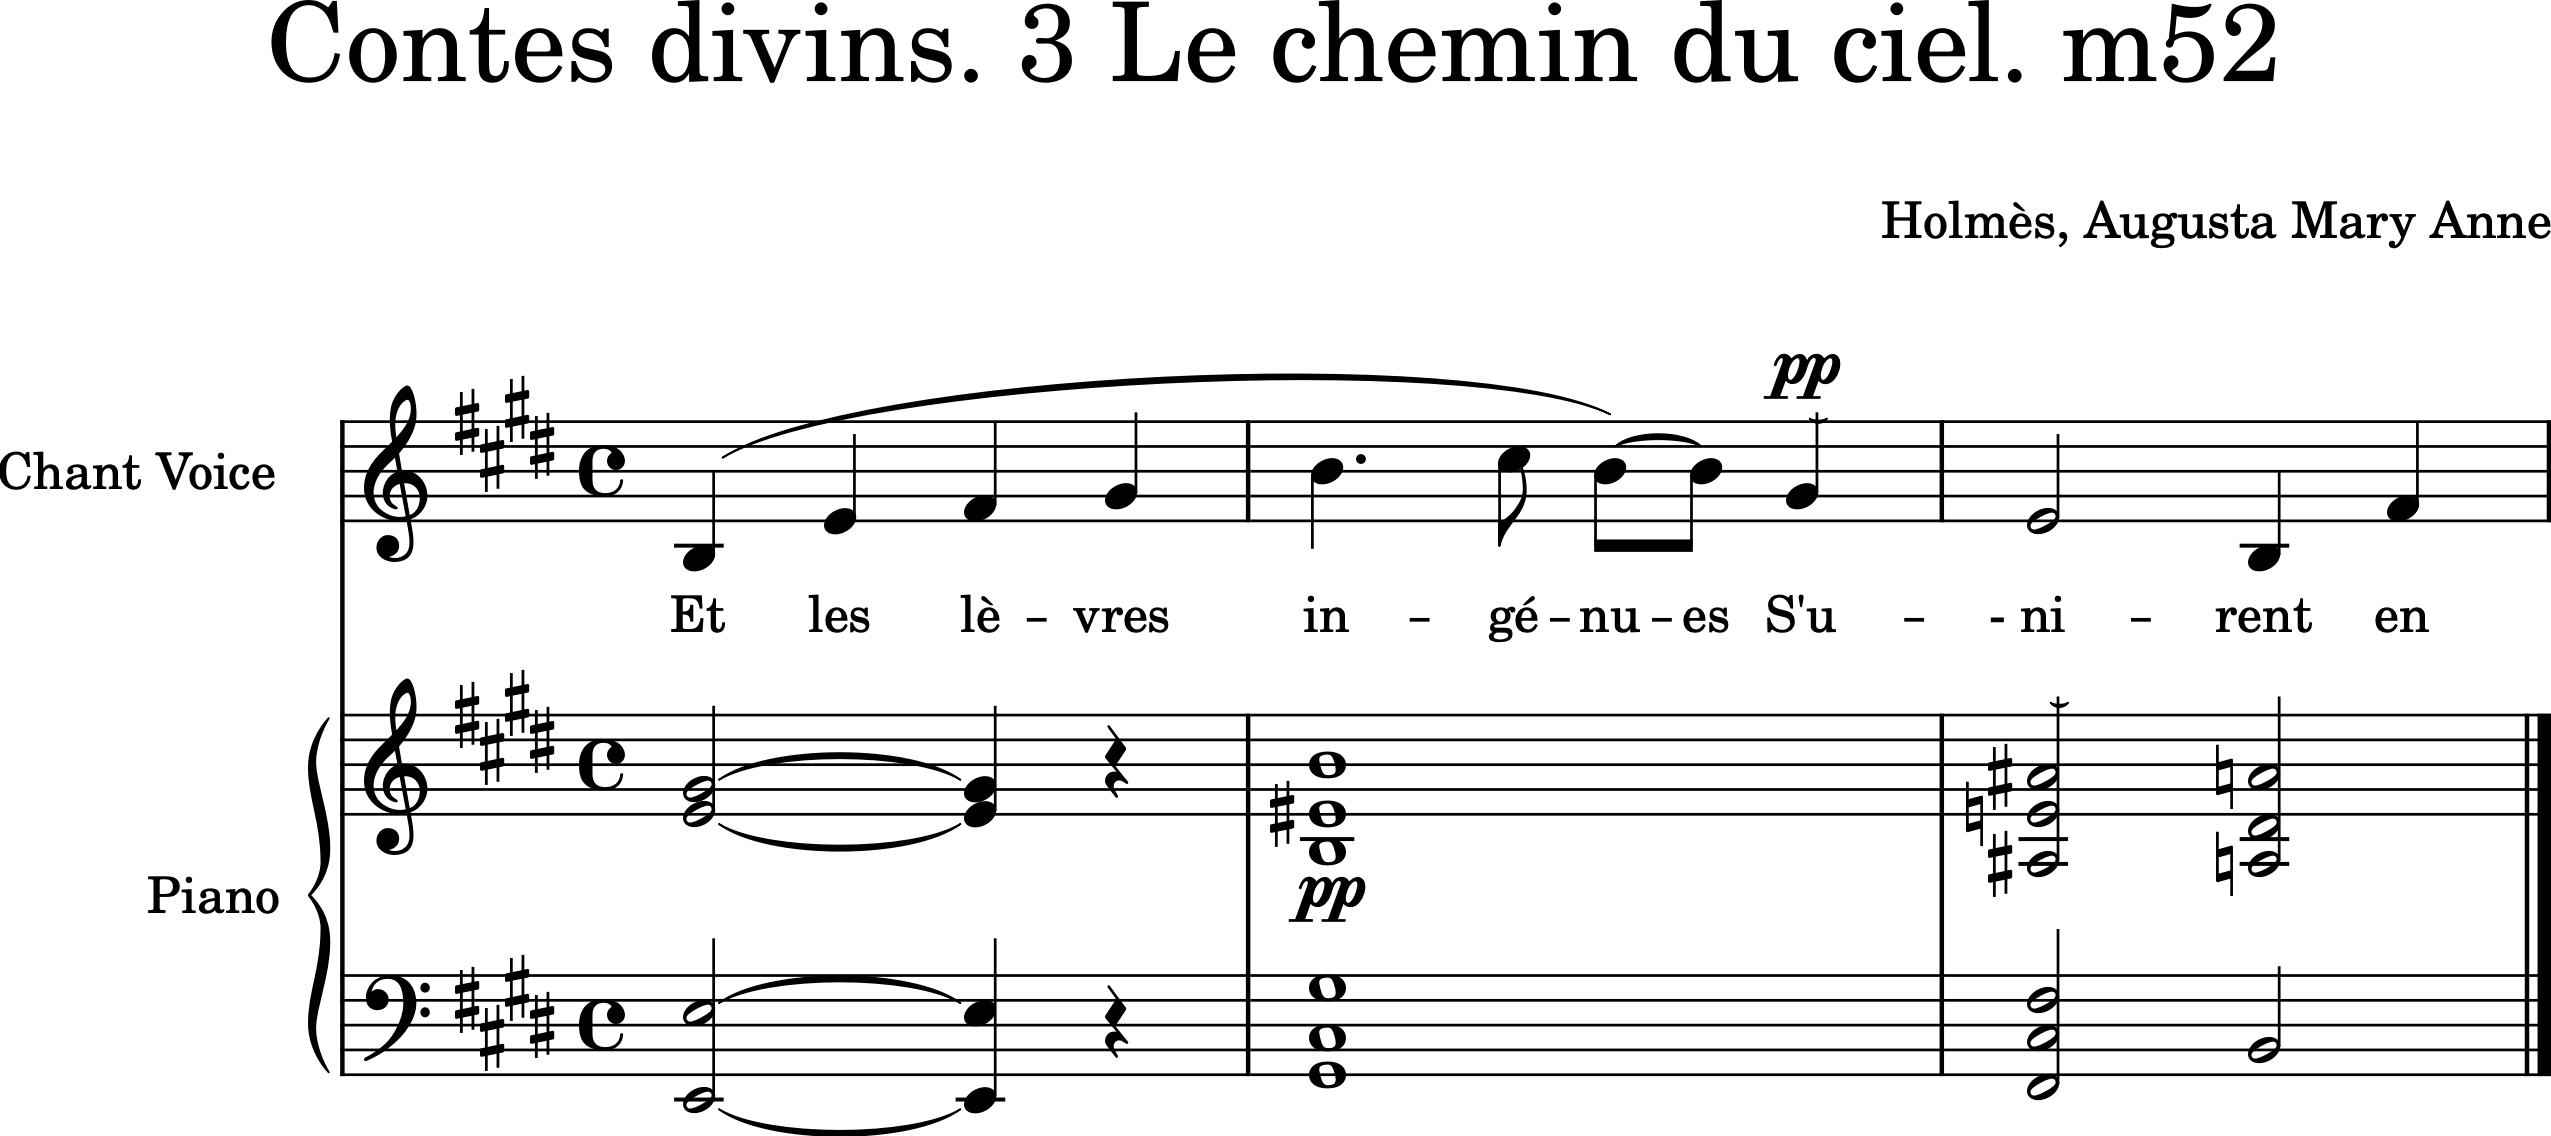 Contes divins. 3 Le chemin du ciel. m52
Holmès, Augusta Mary Anne
pp
Chant Voice
Et les lè – vres in – gé – nu – es S'u – - ni – rent en
Piano
pp